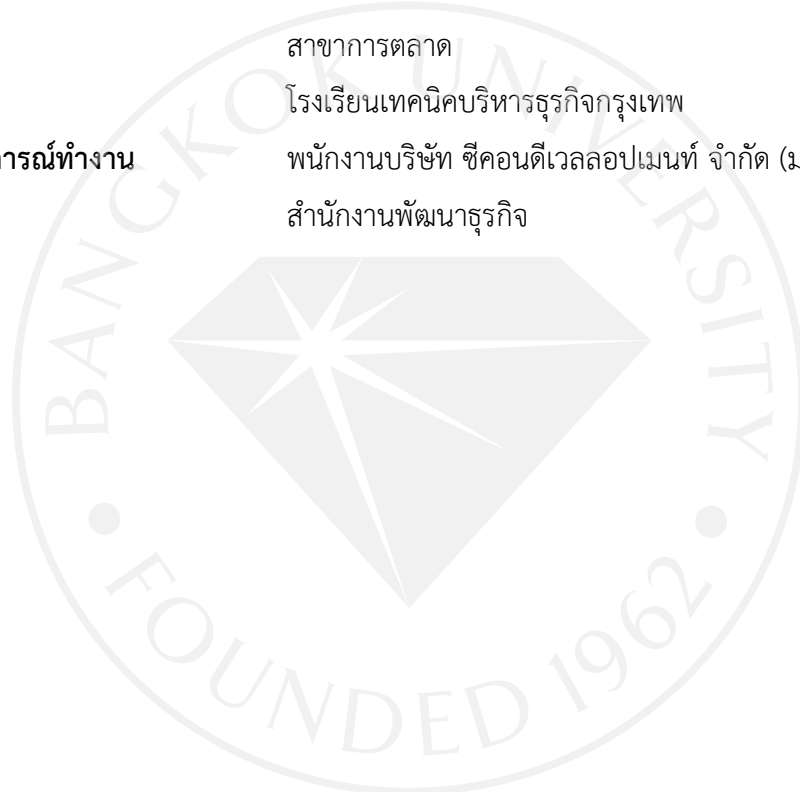 สาขาการตลาด
โรงเรียนเทคนิคบริหารธุรกิจกรุงเทพ
ารณ์ทำงาน พนักงานบริษัท ซีคอนดีเวลลอปเมนท์ จำกัด (ม
สำนักงานพัฒนาธุรกิจ
BANGKOK UNIVERSITY
• FOUNDED 1962 •